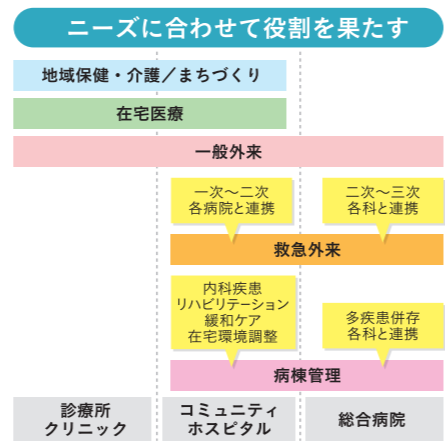 ニーズに合わせて役割を果たす
地域保健・介護／まちづくり
在宅医療
一般外来
一次～二次
各病院と連携
二次～三次
各科と連携
救急外来
内科疾患
リハビリテーション
緩和ケア
在宅環境調整
多疾患併存
各科と連携
病棟管理
診療所
クリニック
コミュニティ
ホスピタル
総合病院